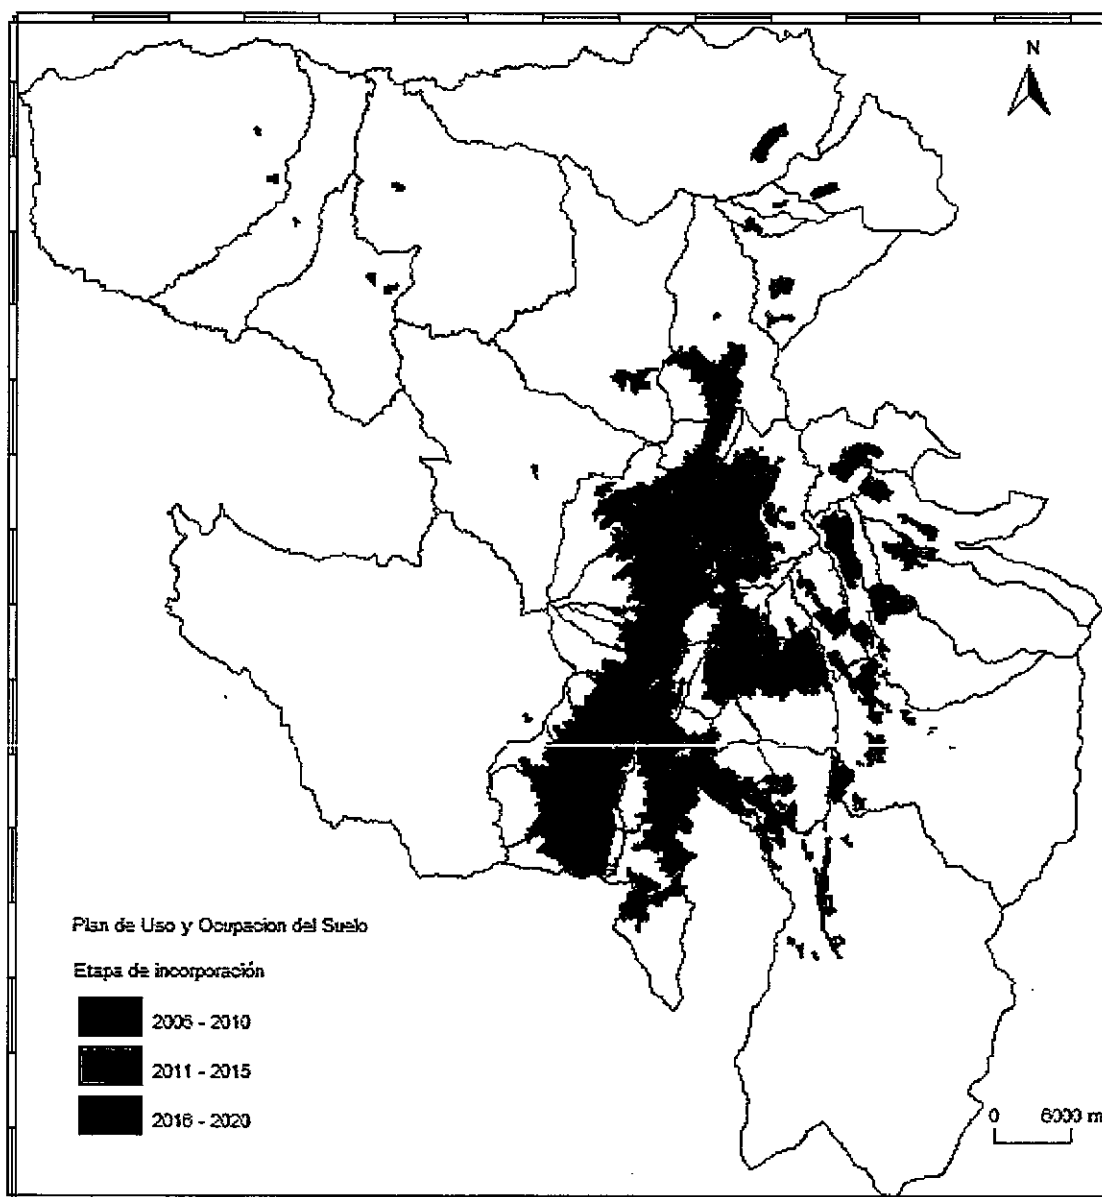 N
Plan de Uso y Ocupacion del Suelo
Etapa de incorporación
2006 - 2010
2011 - 2015
2016 - 2020
0 6000 m